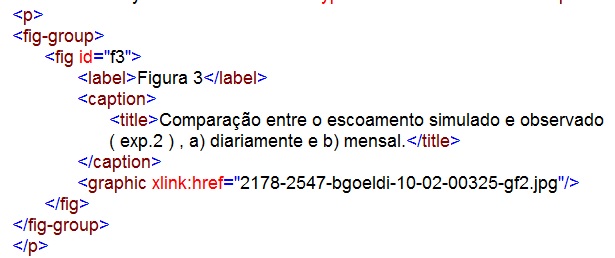 <p>
<fig-group>
<fig id="f3">
<label>Figura 3</label>
<caption>
<title>Comparação entre o escoamento simulado e observado
( exp.2 ) , a) diariamente e b) mensal.</title>
</caption>
<graphic xlink:href="2178-2547-bgoeldi-10-02-00325-gf2.jpg"/>
</fig>
</fig-group>
</p>